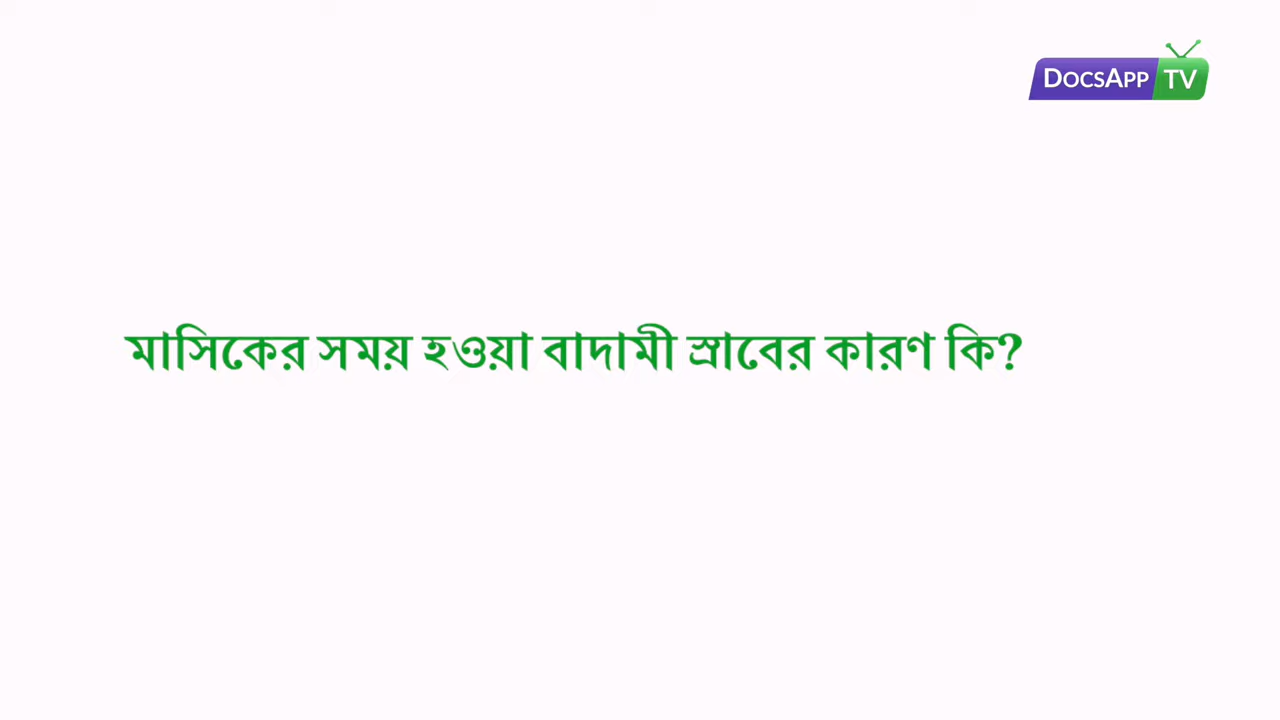 DOCSAPP TV
মাসিকের সময় হওয়া বাদামী স্রাবের কারণ কি?